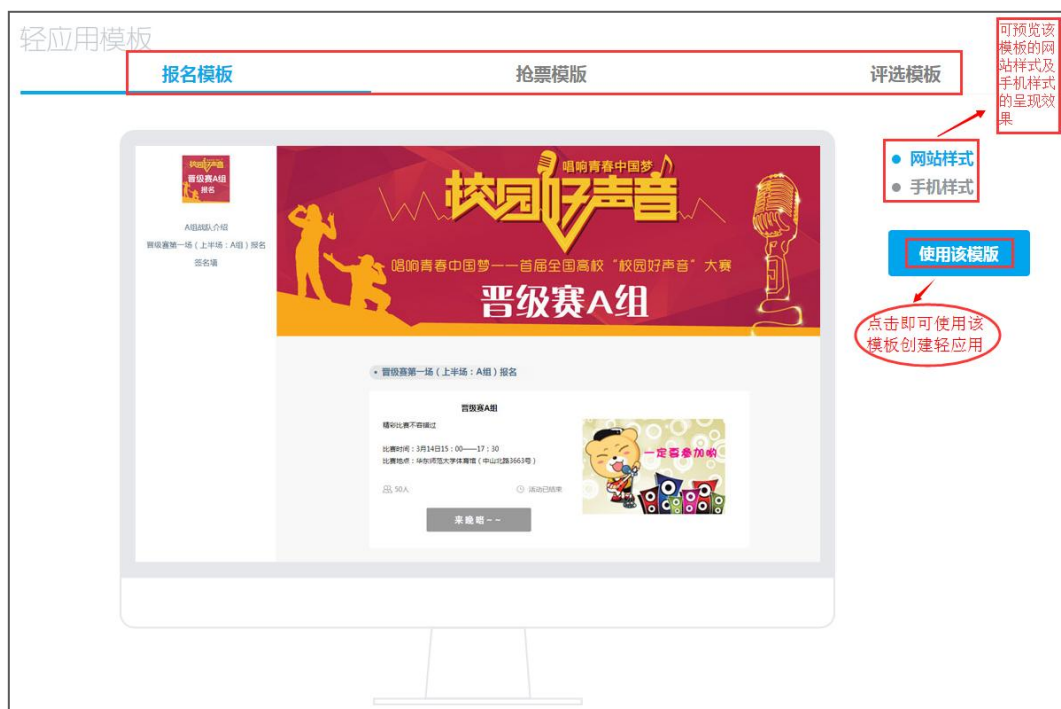 轻应用模板
报名模板
抢票模版
评选模板
可预览该
模板的网
站样式及
手机样式
的呈现效
果
网站样式
手机样式
使用该模版
点击即可使用该
模板创建轻应用
校园好声音
晋级赛A组
报名
A组战队介绍
晋级赛第一场（上半场：A组）报名
签名墙
唱响青春中国梦
校园好声音
唱响青春中国梦——首届全国高校“校园好声音”大赛
晋级赛A组
• 晋级赛第一场（上半场：A组）报名
晋级赛A组
精彩比赛不容错过
比赛时间：3月14日15：00——17：30
比赛地点：华东师范大学体育馆（中山北路3663号）
50人
活动已结束
来晚啦~~
一定要参加哟